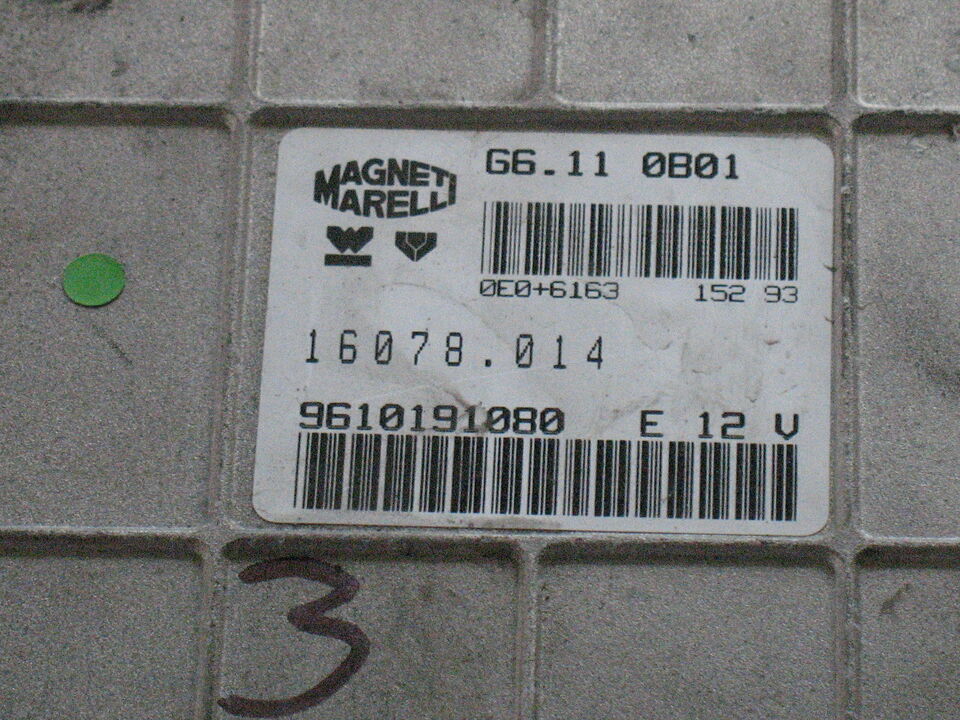 MAGNETI
MARELLI
W
G6.11 0B01
0E0+6163 152 93
16078.014
9610191080 E 12 V
3